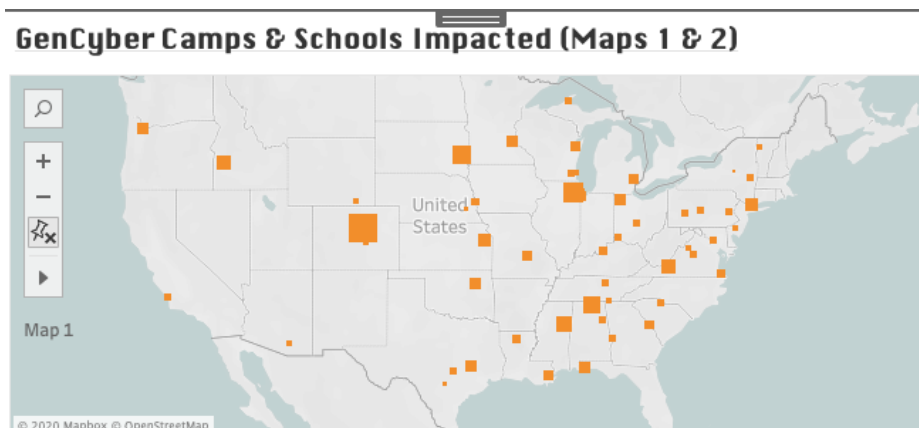 GenCyber Camps & Schools Impacted (Maps 1 & 2)
United
States
Map 1
© 2020 Mapbox © OpenStreetMap